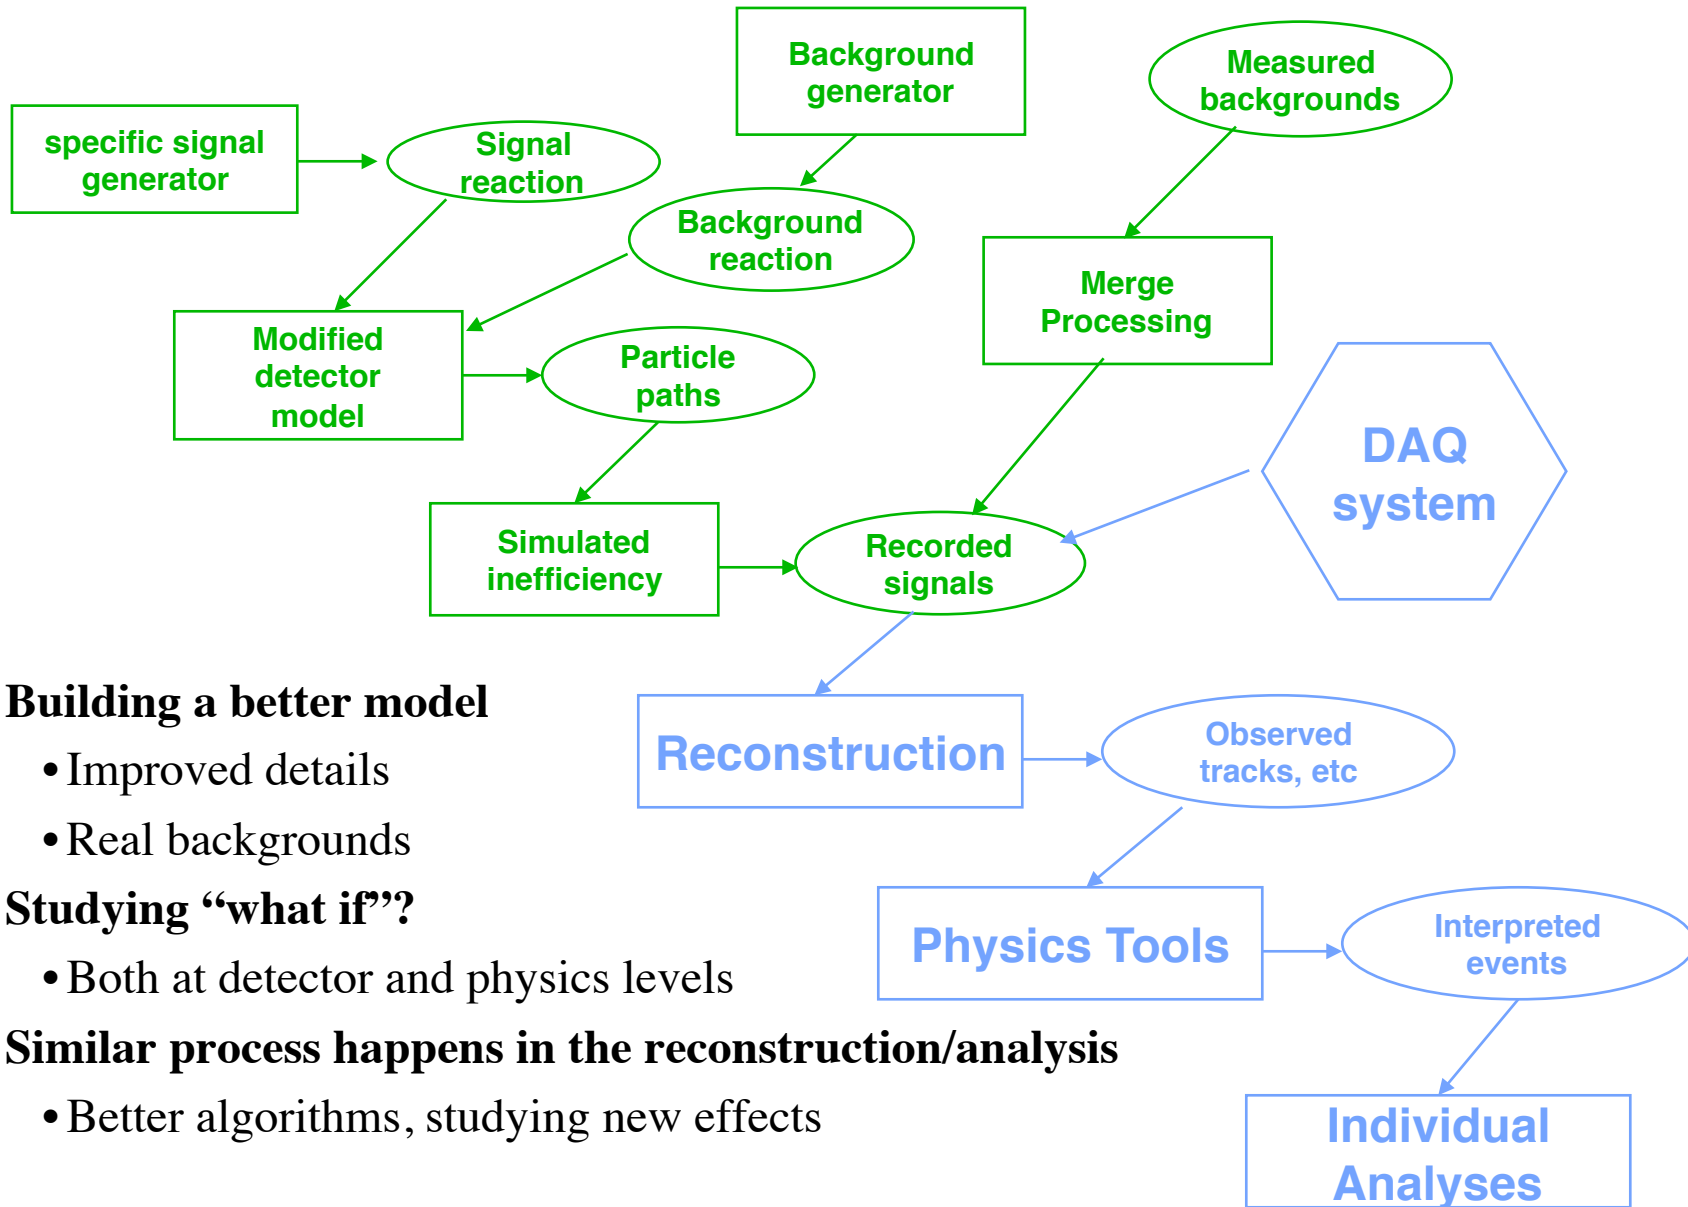 Background
generator
Measured
backgrounds
specific signal
generator
Signal
reaction
Background
reaction
Merge
Processing
Modified
detector
model
Particle
paths
DAQ
system
Simulated
inefficiency
Recorded
signals
Building a better model
• Improved details
• Real backgrounds
Studying “what if”?
• Both at detector and physics levels
Similar process happens in the reconstruction/analysis
• Better algorithms, studying new effects
Reconstruction
Observed
tracks, etc
Physics Tools
Interpreted
events
Individual
Analyses